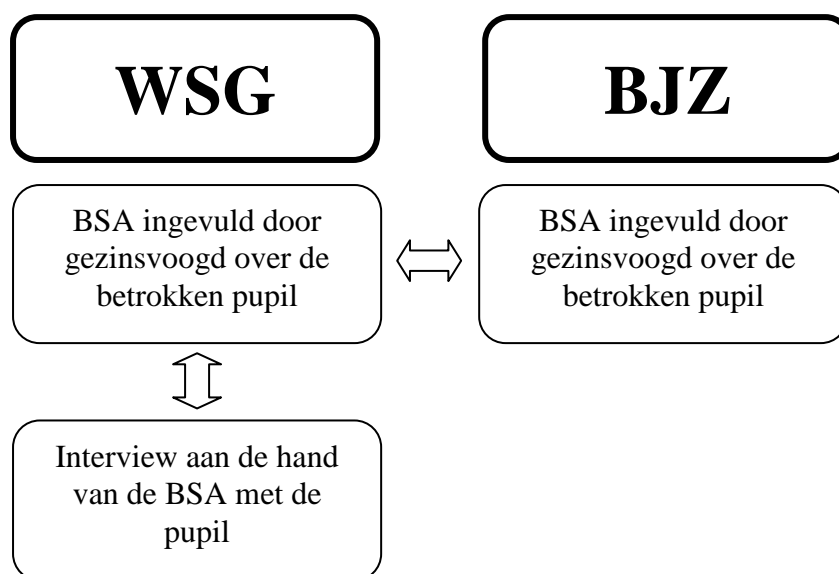 WSG
BJZ
BSA ingevuld door
gezinsvoogd over de
betrokken pupil
BSA ingevuld door
gezinsvoogd over de
betrokken pupil
Interview aan de hand
van de BSA met de
pupil